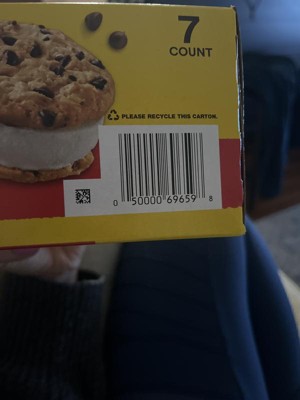 7
COUNT
PLEASE RECYCLE THIS CARTON.
0 50000 69659 8